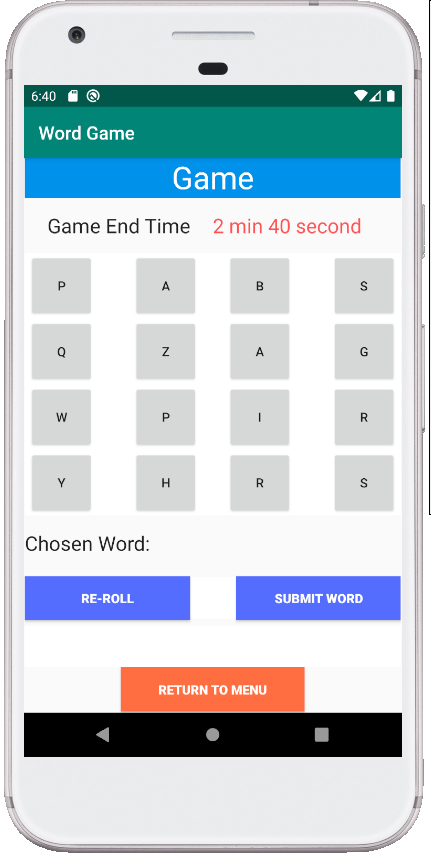 6:40
Word Game
Game
Game End Time 2 min 40 second
P A B S
Q Z A G
W P I R
Y H R S
Chosen Word:
RE-ROLL SUBMIT WORD
RETURN TO MENU